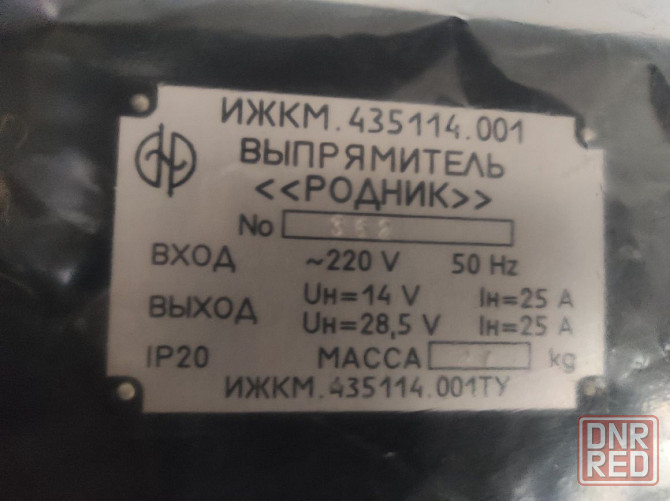 ИЖКМ.435114.001
ВЫПРЯМИТЕЛЬ
<<РОДНИК>>
No
ВХОД ~220 V 50 Hz
ВЫХОД Uн=14 V Iн=25 A
Uн=28,5 V Iн=25 A
IP20 МАССА kg
ИЖКМ.435114.001ТУ
DNR
RED